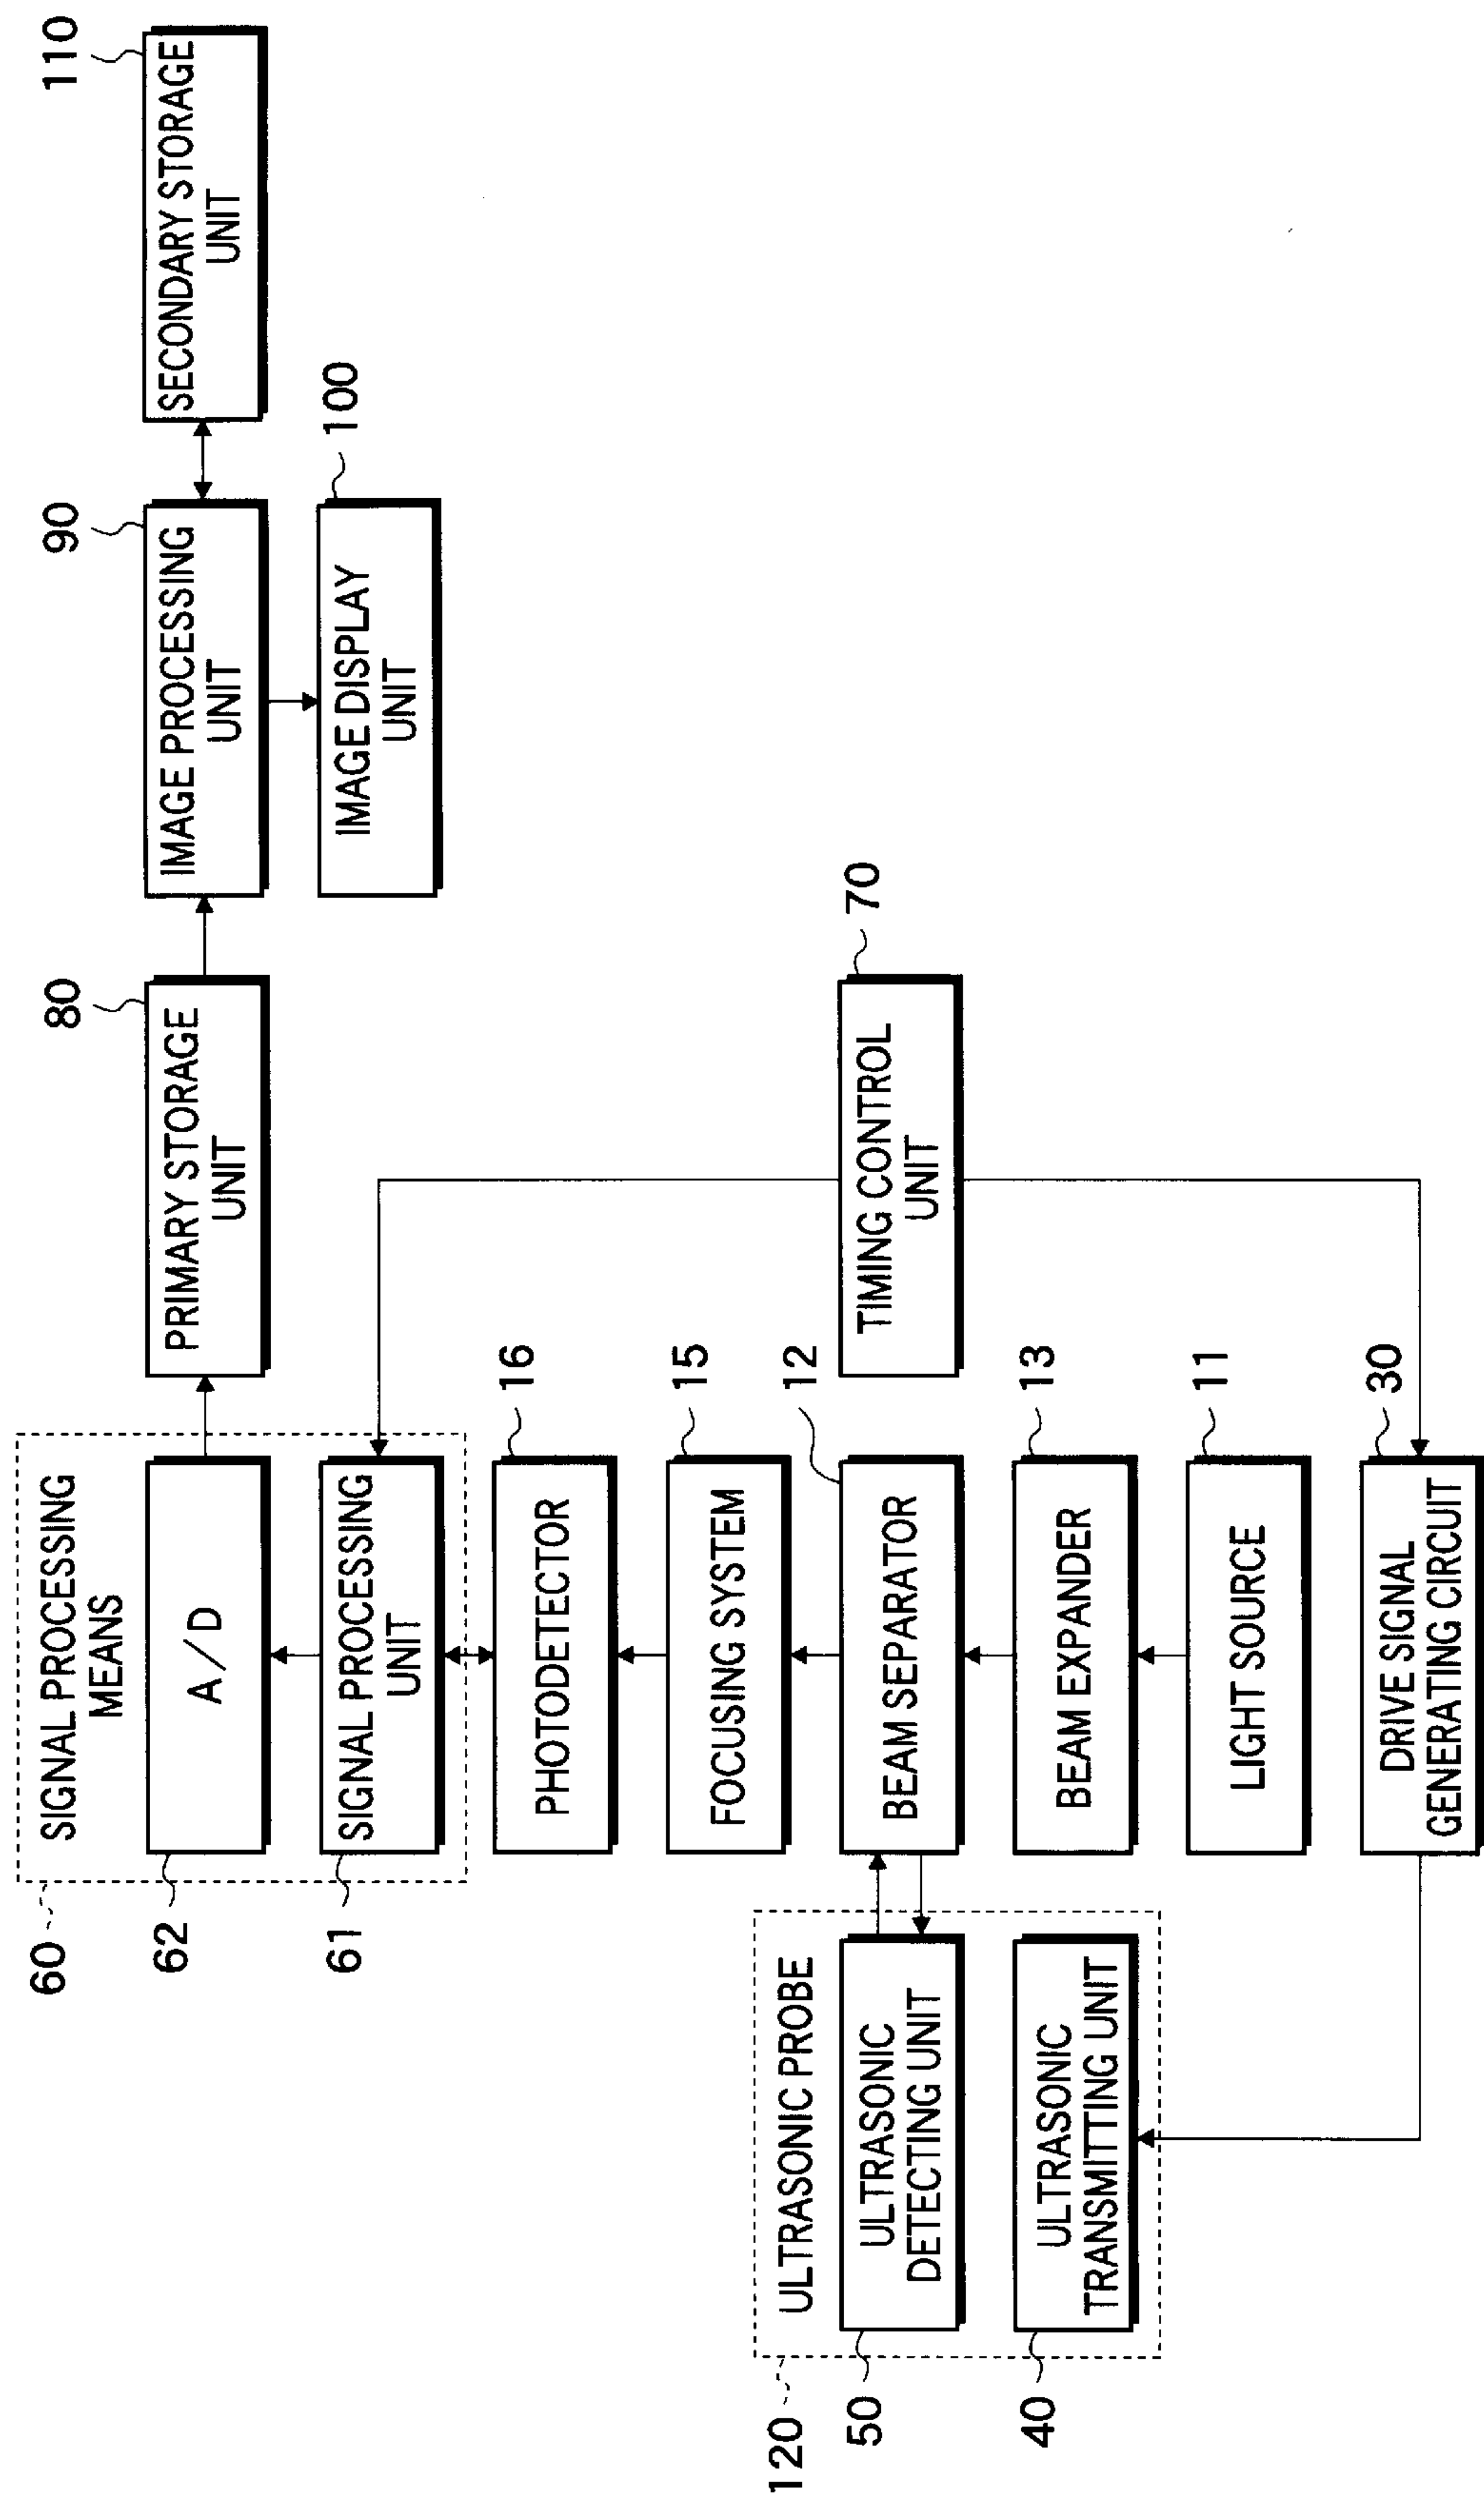 60
SIGNAL PROCESSING
MEANS
62
A/D
80
PRIMARY STORAGE
UNIT
90
IMAGE PROCESSING
UNIT
110
SECONDARY STORAGE
UNIT
61
SIGNAL PROCESSING
UNIT
100
IMAGE DISPLAY
UNIT
16
PHOTODETECTOR
15
FOCUSING SYSTEM
120
ULTRASONIC PROBE
50
ULTRASONIC
DETECTING UNIT
12
BEAM SEPARATOR
70
TIMING CONTROL
UNIT
40
ULTRASONIC
TRANSMITTING UNIT
13
BEAM EXPANDER
11
LIGHT SOURCE
30
DRIVE SIGNAL
GENERATING CIRCUIT